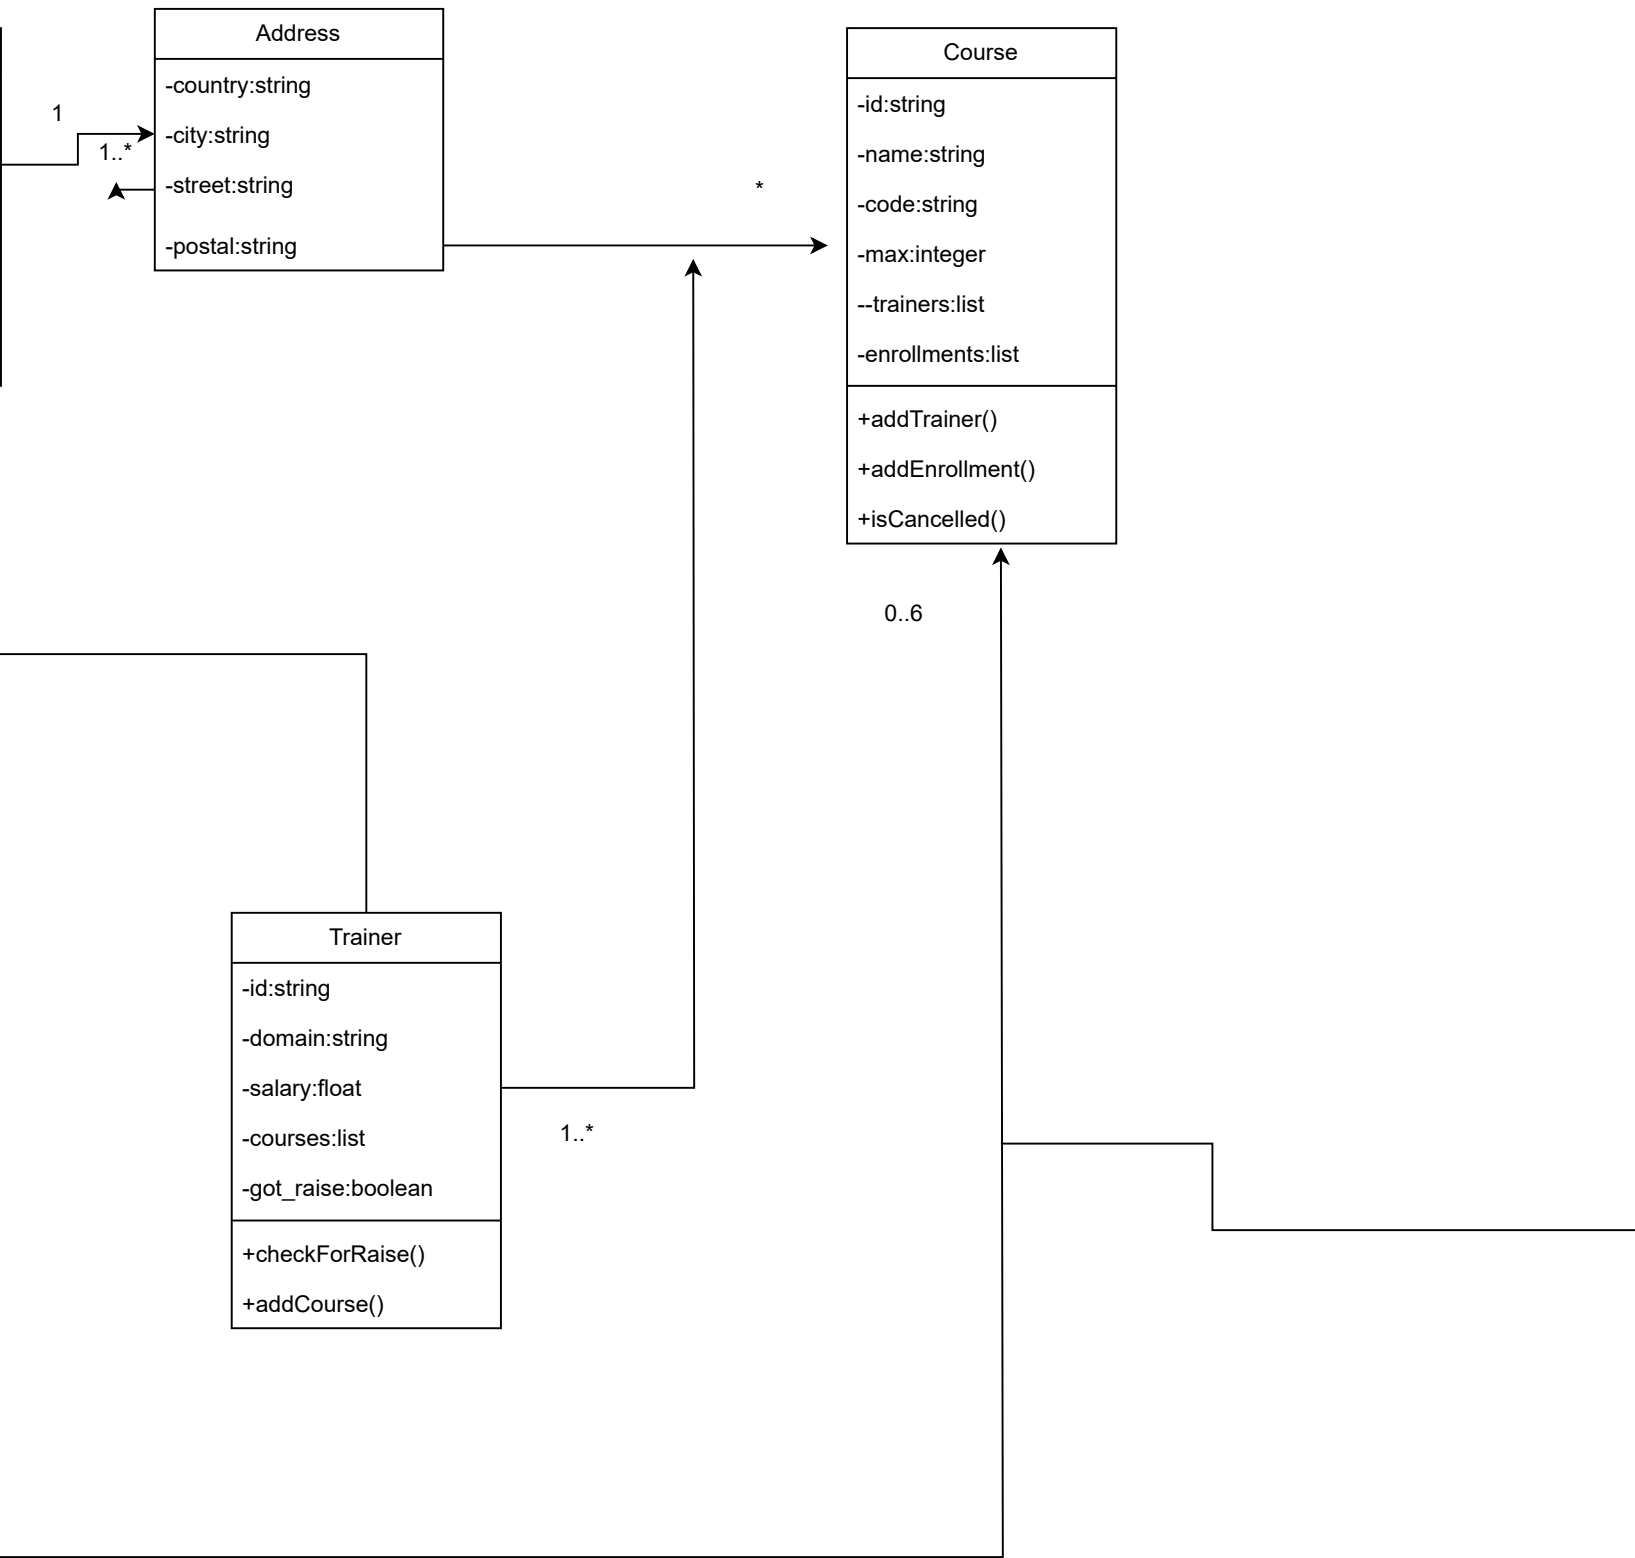 Address
-country:string
-city:string
-street:string
-postal:string
1
1..*
*
Course
-id:string
-name:string
-code:string
-max:integer
--trainers:list
-enrollments:list
+addTrainer()
+addEnrollment()
+isCancelled()
0..6
Trainer
-id:string
-domain:string
-salary:float
-courses:list
-got_raise:boolean
+checkForRaise()
+addCourse()
1..*